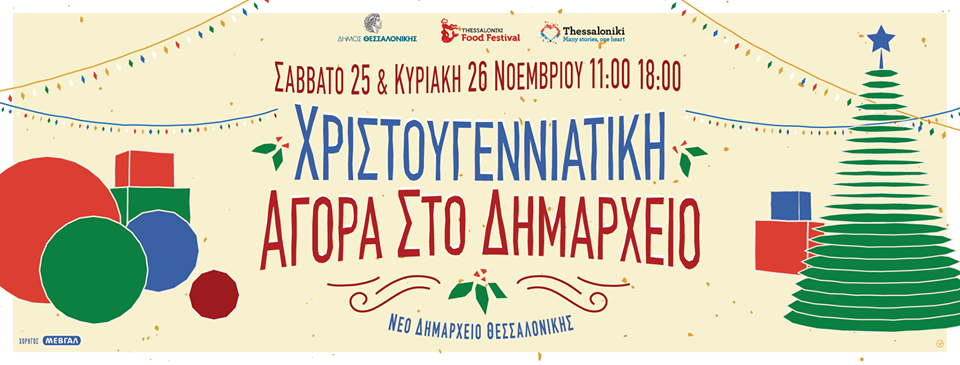 ΔΗΜΟΣ ΘΕΣΣΑΛΟΝΙΚΗΣ
THESSALONIKI
Food Festival
Thessaloniki
Many stories, one heart
ΣΑΒΒΑΤΟ 25 & ΚΥΡΙΑΚΗ 26 ΝΟΕΜΒΡΙΟΥ 11:00 18:00
ΧΡΙΣΤΟΥΓΕΝΝΙΑΤΙΚΗ
ΑΓΟΡΑ ΣΤΟ ΔΗΜΑΡΧΕΙΟ
ΝΕΟ ΔΗΜΑΡΧΕΙΟ ΘΕΣΣΑΛΟΝΙΚΗΣ
ΧΟΡΗΓΟΣ ΜΕΒΓΑΛ